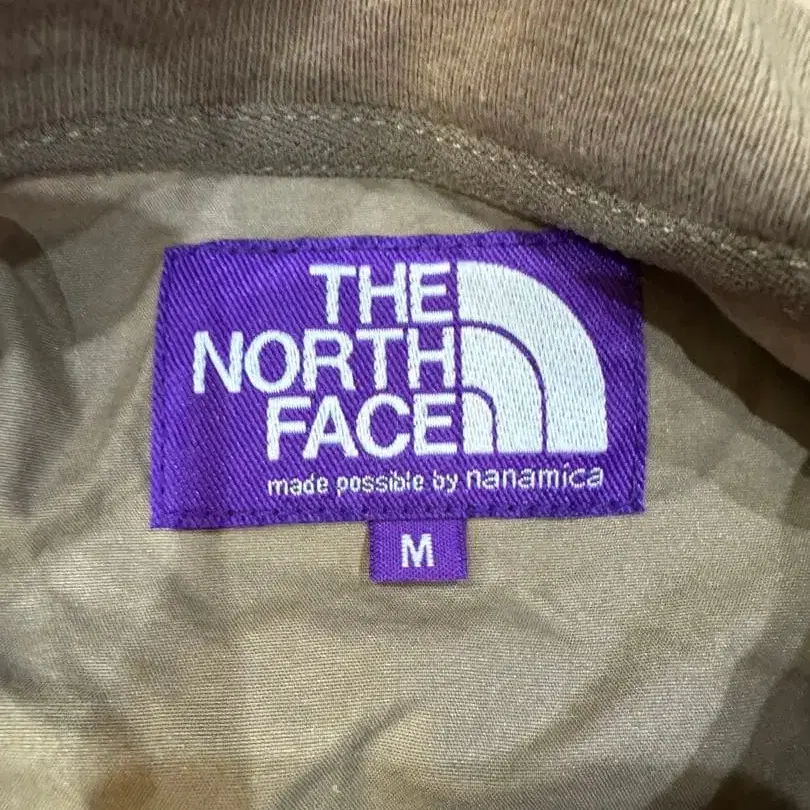 THE
NORTH
FACE
made possible by nanamica
M